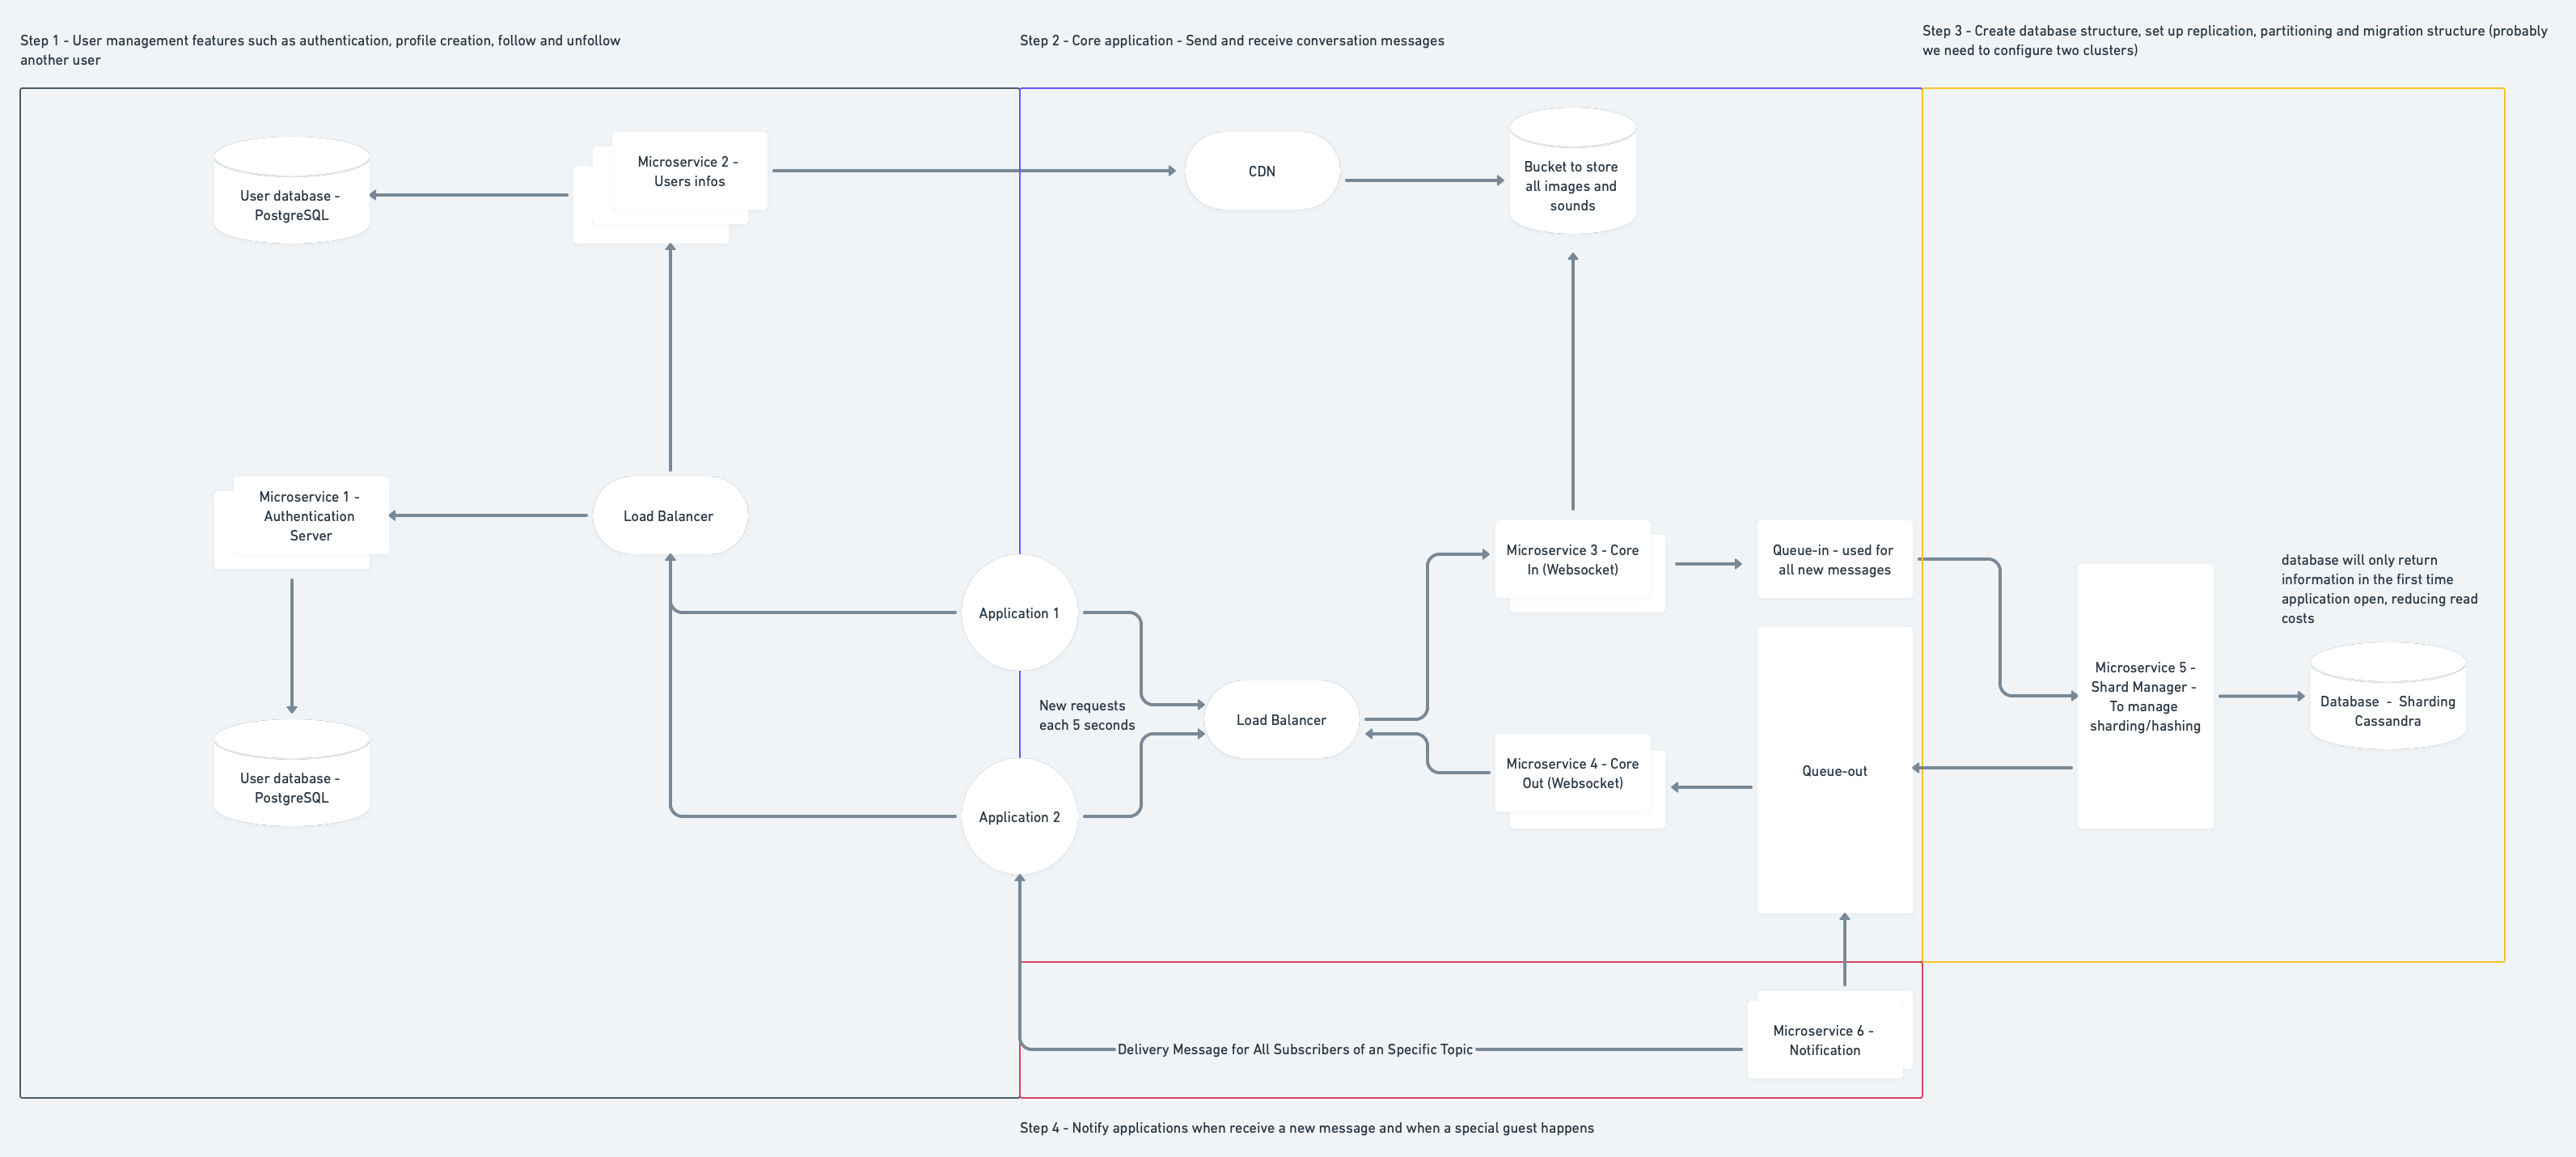 Step 1 - User management features such as authentication, profile creation, follow and unfollow
another user
Step 2 - Core application - Send and receive conversation messages
Step 3 - Create database structure, set up replication, partitioning and migration structure (probably
we need to configure two clusters)
User database -
PostgreSQL
Microservice 2 -
Users infos
CDN
Bucket to store
all images and
sounds
Microservice 1 -
Authentication
Server
Load Balancer
Application 1
Microservice 3 - Core
In (Websocket)
Queue-in - used for
all new messages
database will only return
information in the first time
application open, reducing read
costs
Microservice 5 -
Shard Manager -
To manage
sharding/hashing
Database - Sharding
Cassandra
New requests
each 5 seconds
Load Balancer
User database -
PostgreSQL
Application 2
Microservice 4 - Core
Out (Websocket)
Queue-out
Delivery Message for All Subscribers of an Specific Topic
Microservice 6 -
Notification
Step 4 - Notify applications when receive a new message and when a special guest happens